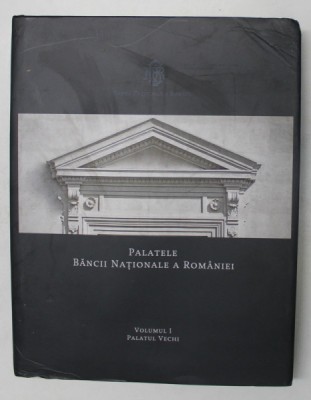 PALATELE
BĂNCII NAȚIONALE A ROMÂNIEI
VOLUMUL I
PALATUL VECHI